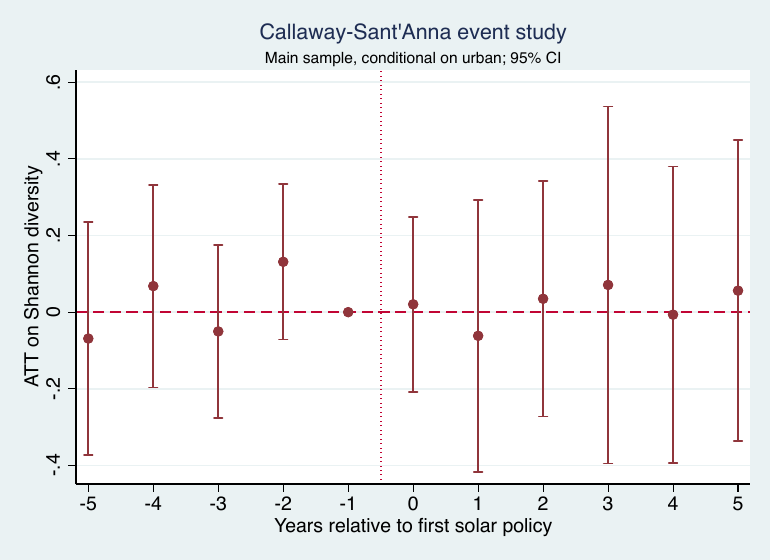 Callaway-Sant'Anna event study
Main sample, conditional on urban; 95% CI
ATT on Shannon diversity
.6
.4
.2
0
-.2
-.4
-5 -4 -3 -2 -1 0 1 2 3 4 5
Years relative to first solar policy